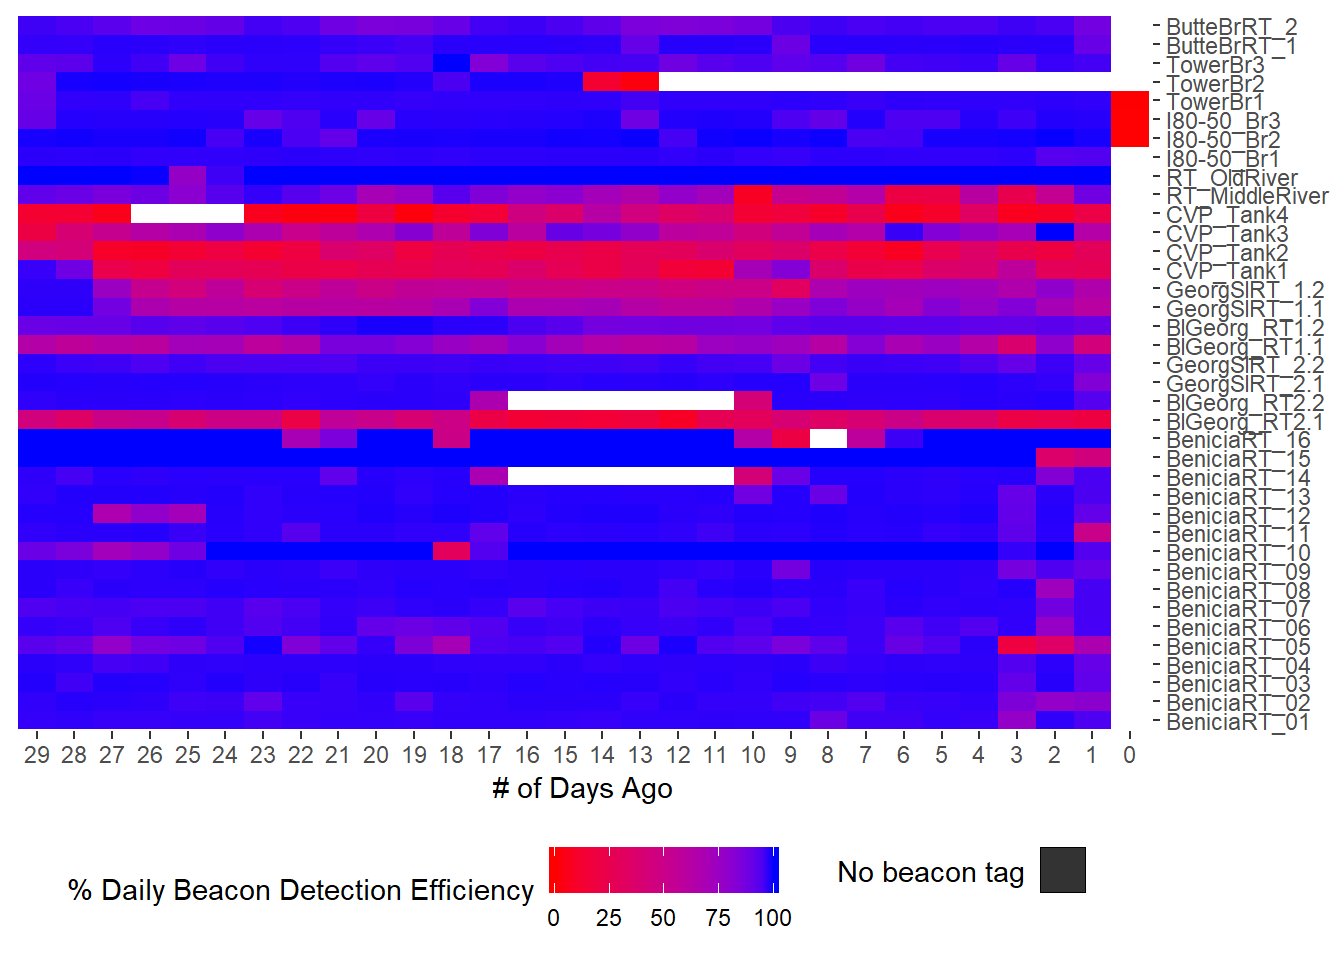 ButteBrRT_2
ButteBrRT_1
TowerBr3
TowerBr2
TowerBr1
I80-50_Br3
I80-50_Br2
I80-50_Br1
RT_OldRiver
RT_MiddleRiver
CVP_Tank4
CVP_Tank3
CVP_Tank2
CVP_Tank1
GeorgSlRT_1.2
GeorgSlRT_1.1
BlGeorg_RT1.2
BlGeorg_RT1.1
GeorgSlRT_2.2
GeorgSlRT_2.1
BlGeorg_RT2.2
BlGeorg_RT2.1
BeniciaRT_16
BeniciaRT_15
BeniciaRT_14
BeniciaRT_13
BeniciaRT_12
BeniciaRT_11
BeniciaRT_10
BeniciaRT_09
BeniciaRT_08
BeniciaRT_07
BeniciaRT_06
BeniciaRT_05
BeniciaRT_04
BeniciaRT_03
BeniciaRT_02
BeniciaRT_01
29 28 27 26 25 24 23 22 21 20 19 18 17 16 15 14 13 12 11 10 9 8 7 6 5 4 3 2 1 0
# of Days Ago
% Daily Beacon Detection Efficiency
0 25 50 75 100
No beacon tag